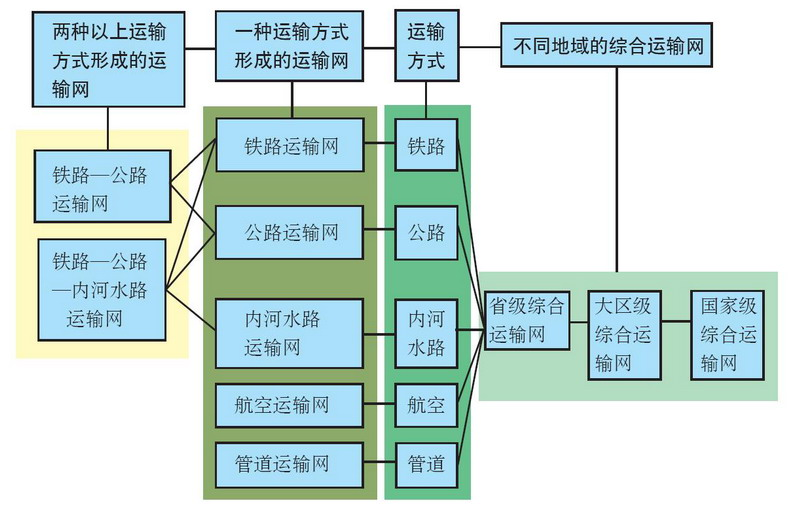 两种以上运输
方式形成的运
输网
一种运输方式
形成的运输网
运输
方式
不同地域的综合运输网
铁路—公路
运输网
铁路—公路
—内河水路
运输网
铁路运输网
公路运输网
内河水路
运输网
航空运输网
管道运输网
铁路
公路
内河
水路
航空
管道
省级综合
运输网
大区级
综合运
输网
国家级
综合运
输网